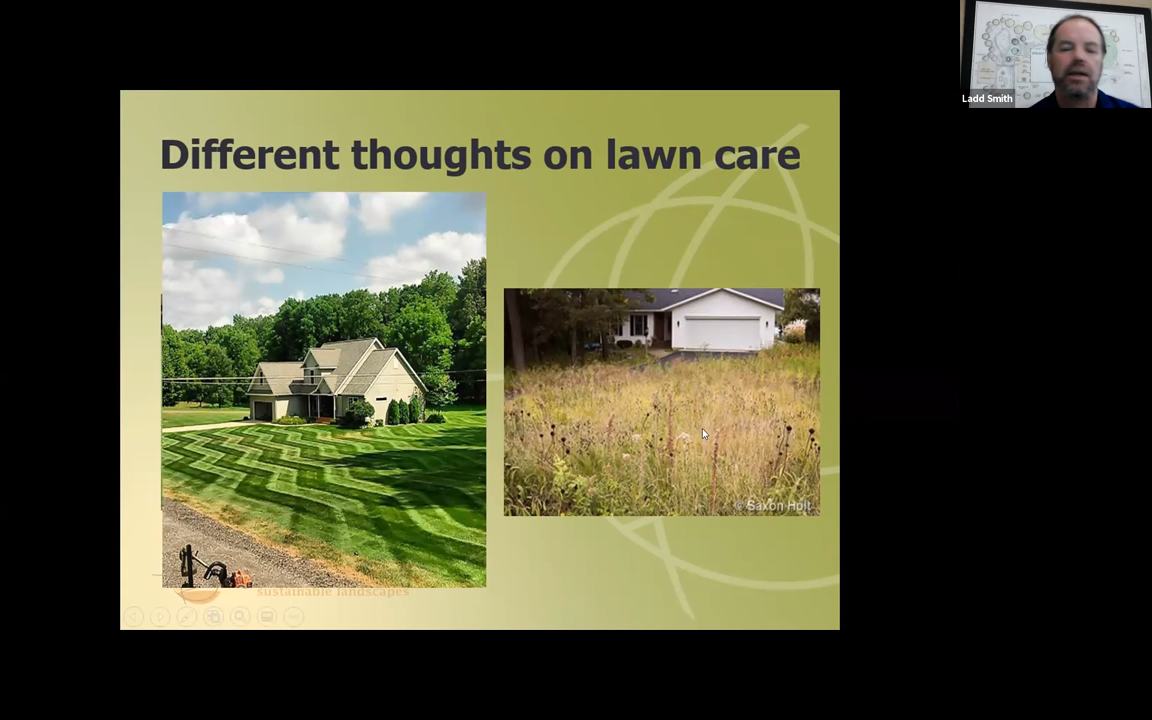 Ladd Smith
Different thoughts on lawn care
© Saxon Holt
sustainable landscapes